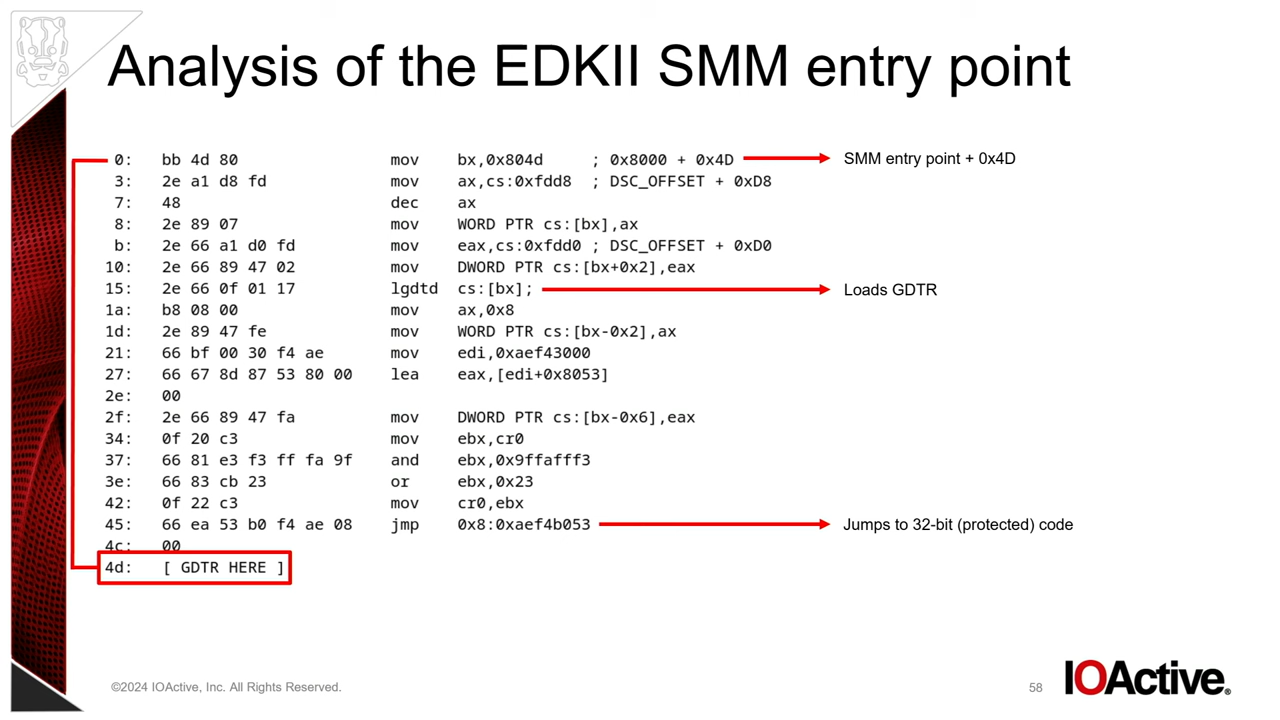 Analysis of the EDKII SMM entry point
0: bb 4d 80 mov bx,0x804d ; 0x8000 + 0x4D SMM entry point + 0x4D
3: 2e a1 d8 fd mov ax,cs:0xfdd8 ; DSC_OFFSET + 0xD8
7: 48 dec ax
8: 2e 89 07 mov WORD PTR cs:[bx],ax
b: 2e 66 a1 d0 fd mov eax,cs:0xfdd0 ; DSC_OFFSET + 0xD0
10: 2e 66 89 47 02 mov DWORD PTR cs:[bx+0x2],eax
15: 2e 66 0f 01 17 lgdtd cs:[bx]; Loads GDTR
1a: b8 08 00 mov ax,0x8
1d: 2e 89 47 fe mov WORD PTR cs:[bx-0x2],ax
21: 66 bf 00 30 f4 ae mov edi,0xaef43000
27: 66 67 8d 87 53 80 00 lea eax,[edi+0x8053]
2e: 00
2f: 2e 66 89 47 fa mov DWORD PTR cs:[bx-0x6],eax
34: 0f 20 c3 mov ebx,cr0
37: 66 81 e3 f3 ff fa 9f and ebx,0x9ffafff3
3e: 66 83 cb 23 or ebx,0x23
42: 0f 22 c3 mov cr0,ebx
45: 66 ea 53 b0 f4 ae 08 jmp 0x8:0xaef4b053 Jumps to 32-bit (protected) code
4c: 00
4d: [ GDTR HERE ]
©2024 IOActive, Inc. All Rights Reserved.
58
IOActive.